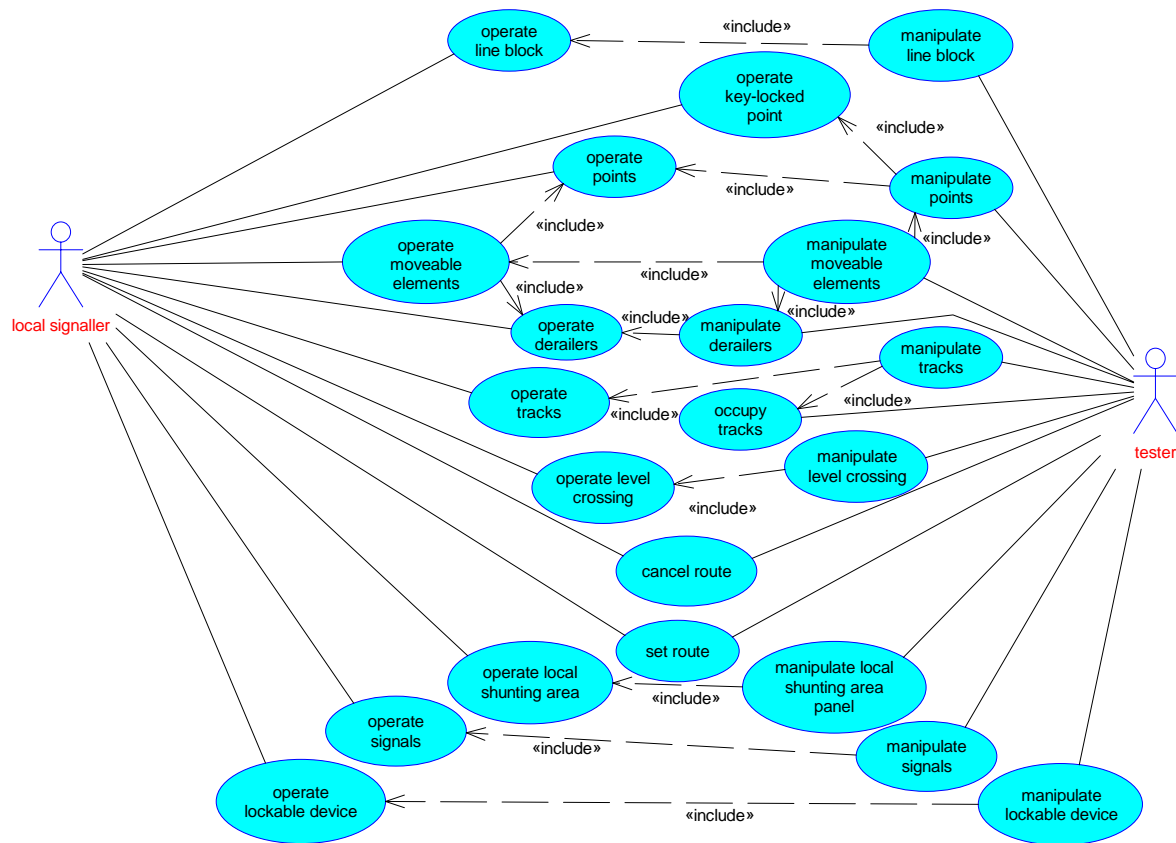 operate
line block
«include»
manipulate
line block
operate
key-locked
point
«include»
operate
points
«include»
manipulate
points
«include»
«include»
operate
moveable
elements
«include»
manipulate
moveable
elements
«include»
«include»
local signaller
operate
derailers
«include»
manipulate
derailers
manipulate
tracks
operate
tracks
«include»
«include»
occupy
tracks
tester
manipulate
level crossing
operate level
crossing
«include»
cancel route
set route
operate local
shunting area
«include»
manipulate local
shunting area
panel
operate
signals
«include»
manipulate
signals
operate
lockable device
«include»
manipulate
lockable device